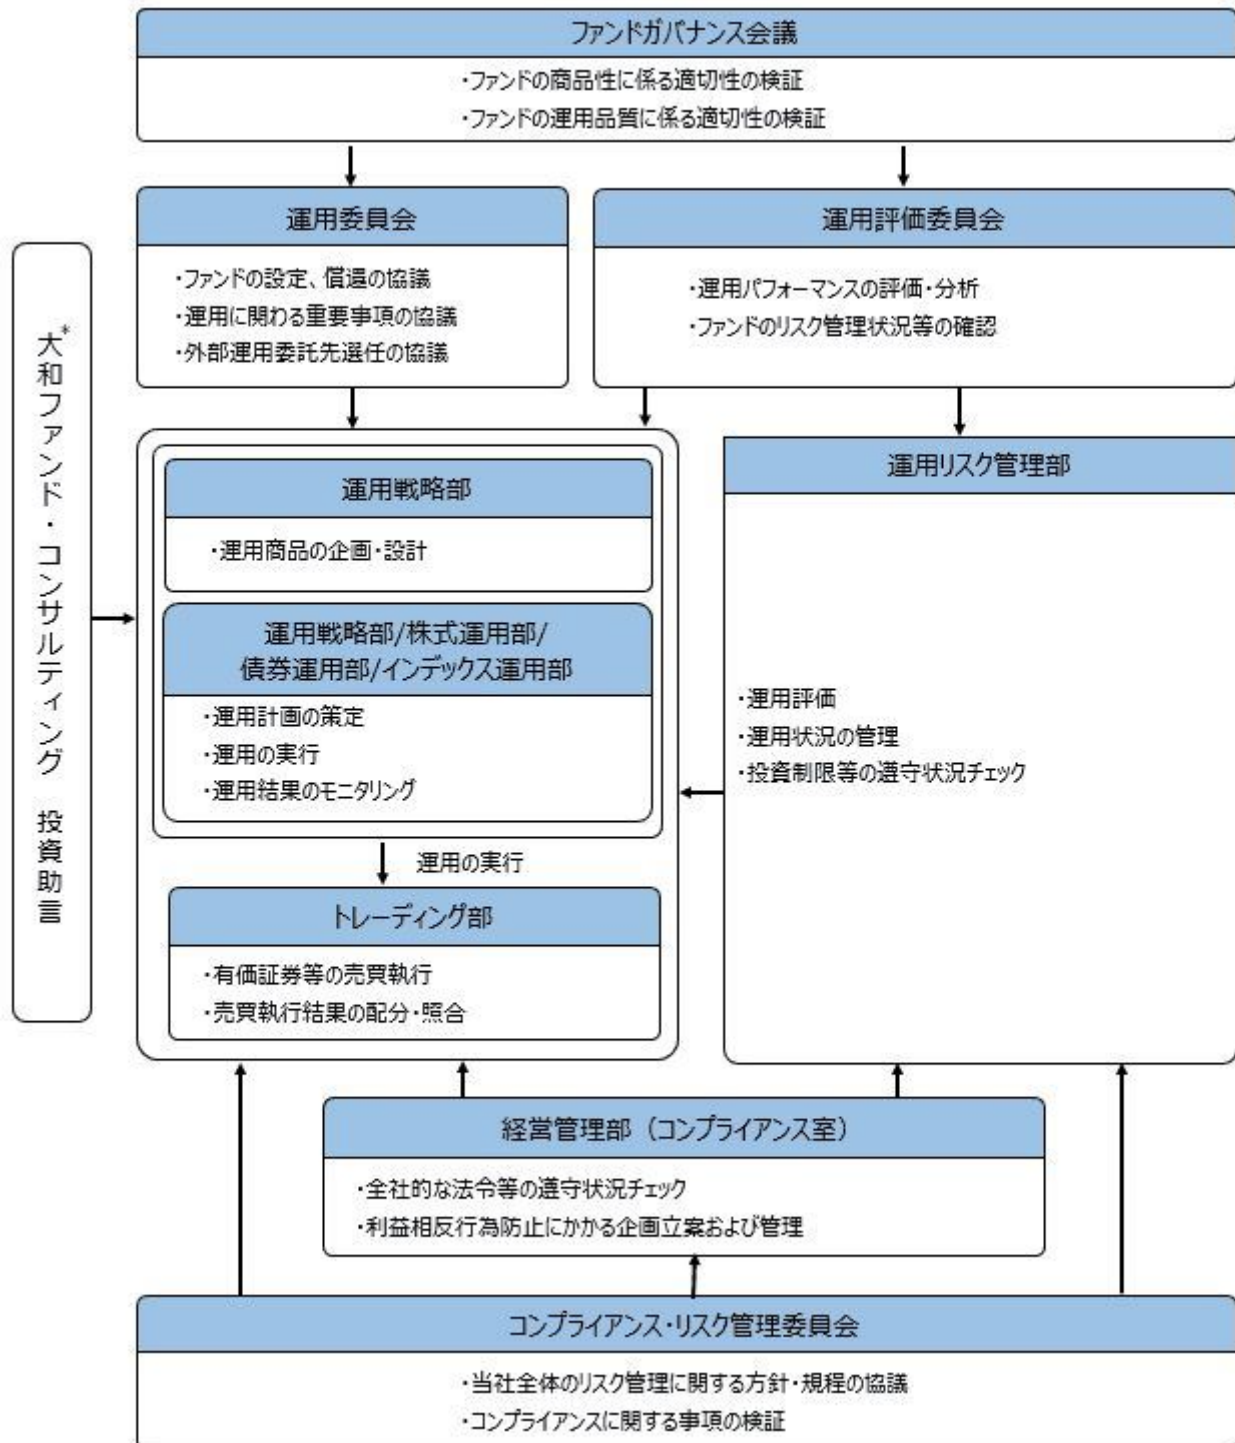 ファンドガバナンス会議
・ファンドの商品性に係る適切性の検証
・ファンドの運用品質に係る適切性の検証
運用委員会
・ファンドの設定、償還の協議
・運用に関わる重要事項の協議
・外部運用委託先選任の協議
運用評価委員会
・運用パフォーマンスの評価・分析
・ファンドのリスク管理状況等の確認
大和ファンド・コンサルティング 投資助言
*
運用戦略部
・運用商品の企画・設計
運用戦略部/株式運用部/
債券運用部/インデックス運用部
・運用計画の策定
・運用の実行
・運用結果のモニタリング
運用の実行
トレーディング部
・有価証券等の売買執行
・売買執行結果の配分・照合
運用リスク管理部
・運用評価
・運用状況の管理
・投資制限等の遵守状況チェック
経営管理部（コンプライアンス室）
・全社的な法令等の遵守状況チェック
・利益相反行為防止にかかる企画立案および管理
コンプライアンス・リスク管理委員会
・当社全体のリスク管理に関する方針・規程の協議
・コンプライアンスに関する事項の検証